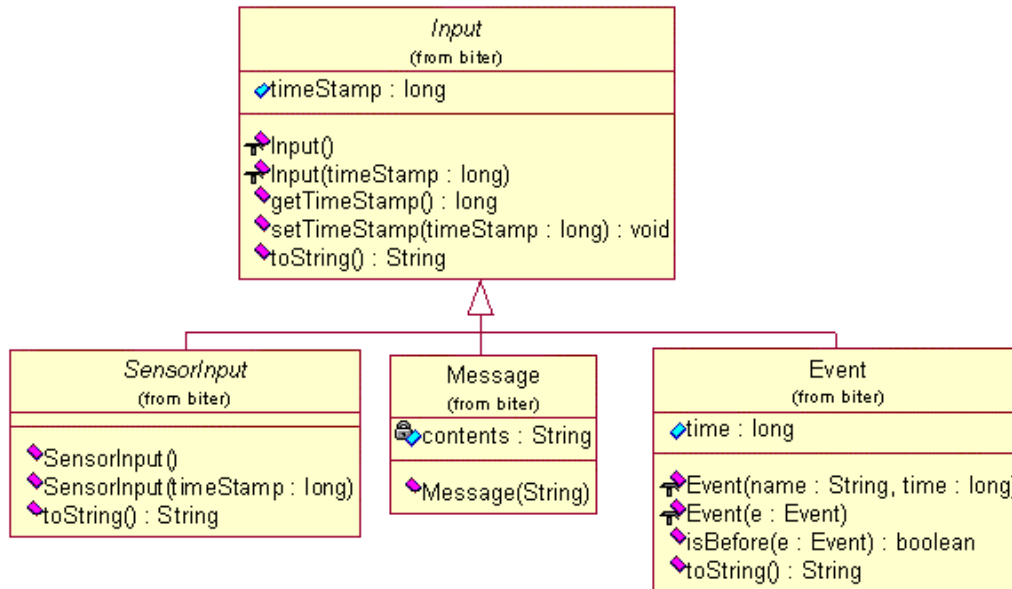 Input
(from biter)
timeStamp : long
Input()
Input(timeStamp : long)
getTimeStamp() : long
setTimeStamp(timeStamp : long) : void
toString() : String
SensorInput
(from biter)
SensorInput()
SensorInput(timeStamp : long)
toString() : String
Message
(from biter)
contents : String
Message(String)
Event
(from biter)
time : long
Event(name : String, time : long)
Event(e : Event)
isBefore(e : Event) : boolean
toString() : String